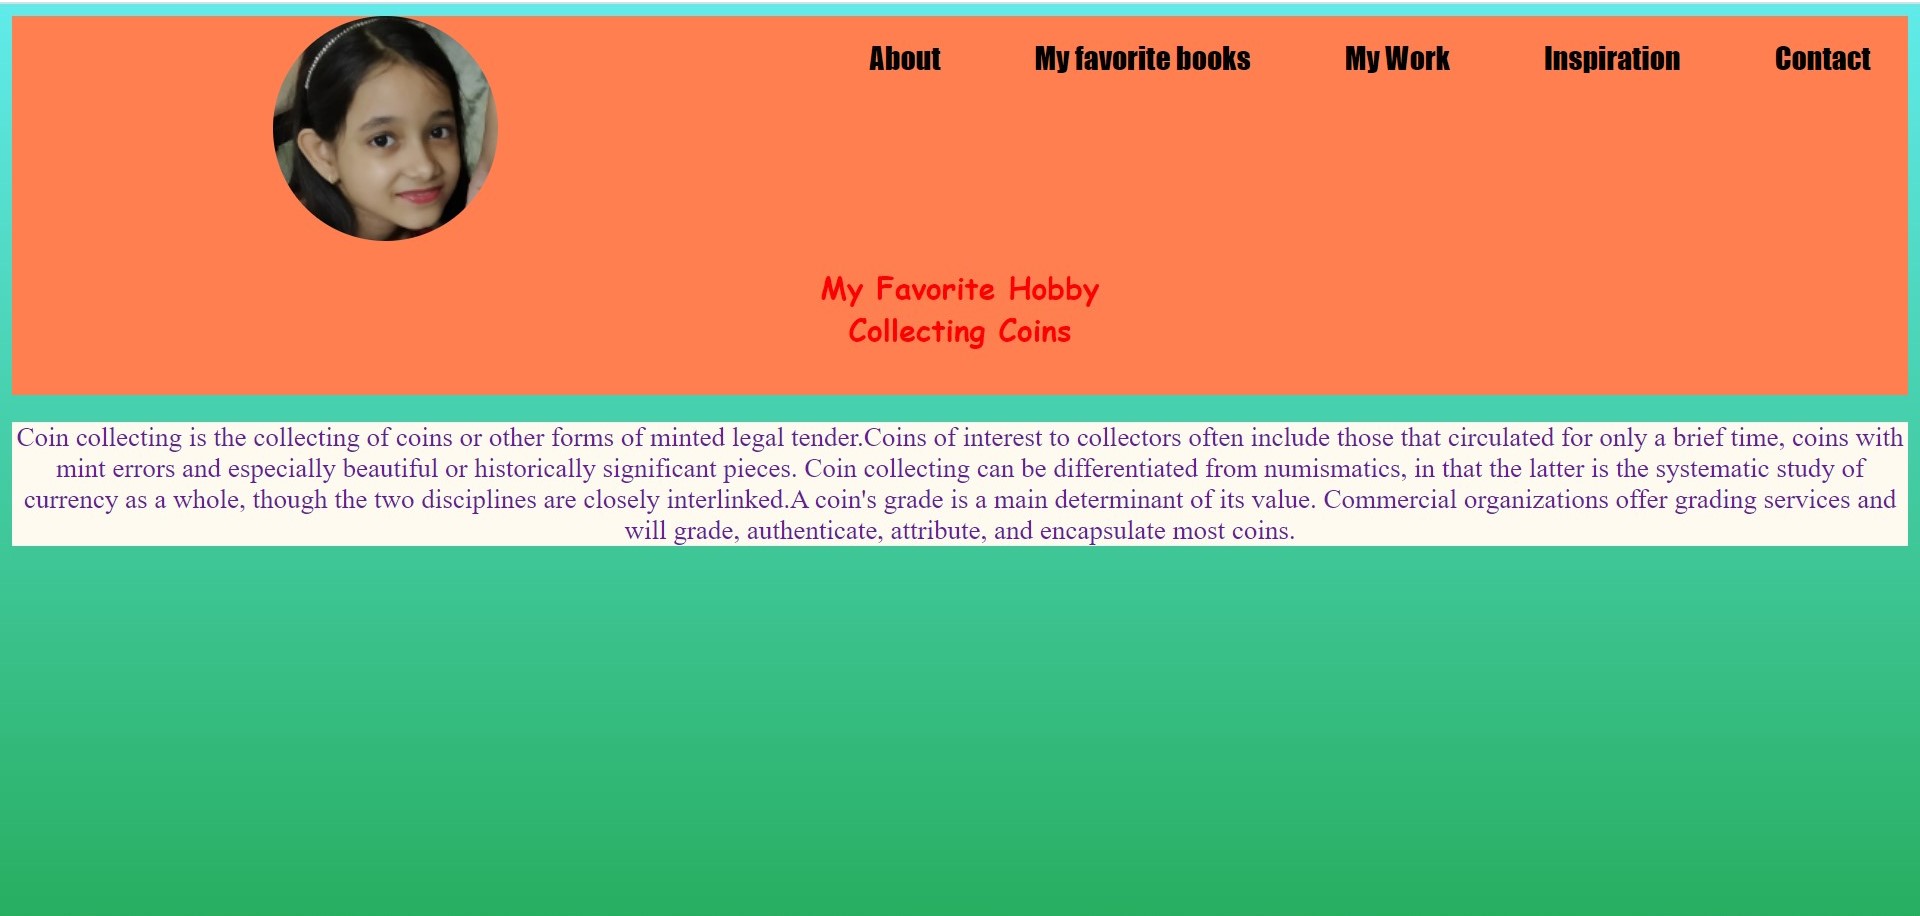 About My favorite books My Work Inspiration Contact
My Favorite Hobby
Collecting Coins
Coin collecting is the collecting of coins or other forms of minted legal tender.Coins of interest to collectors often include those that circulated for only a brief time, coins with
mint errors and especially beautiful or historically significant pieces. Coin collecting can be differentiated from numismatics, in that the latter is the systematic study of
currency as a whole, though the two disciplines are closely interlinked.A coin's grade is a main determinant of its value. Commercial organizations offer grading services and
will grade, authenticate, attribute, and encapsulate most coins.